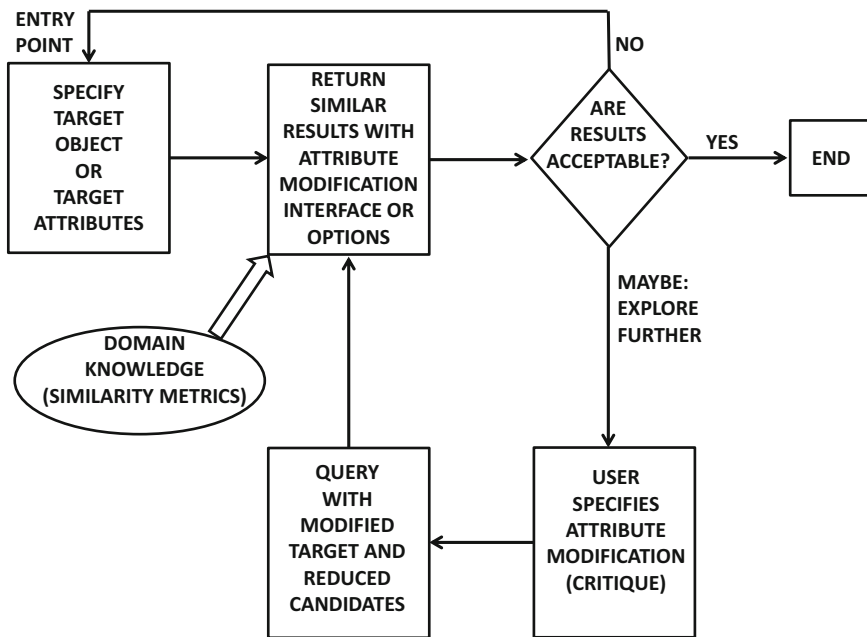 ENTRY
POINT
SPECIFY
TARGET
OBJECT
OR
TARGET
ATTRIBUTES
RETURN
SIMILAR
RESULTS WITH
ATTRIBUTE
MODIFICATION
INTERFACE OR
OPTIONS
NO
ARE
RESULTS
ACCEPTABLE?
YES
END
MAYBE:
EXPLORE
FURTHER
DOMAIN
KNOWLEDGE
(SIMILARITY METRICS)
QUERY
WITH
MODIFIED
TARGET AND
REDUCED
CANDIDATES
USER
SPECIFIES
ATTRIBUTE
MODIFICATION
(CRITIQUE)